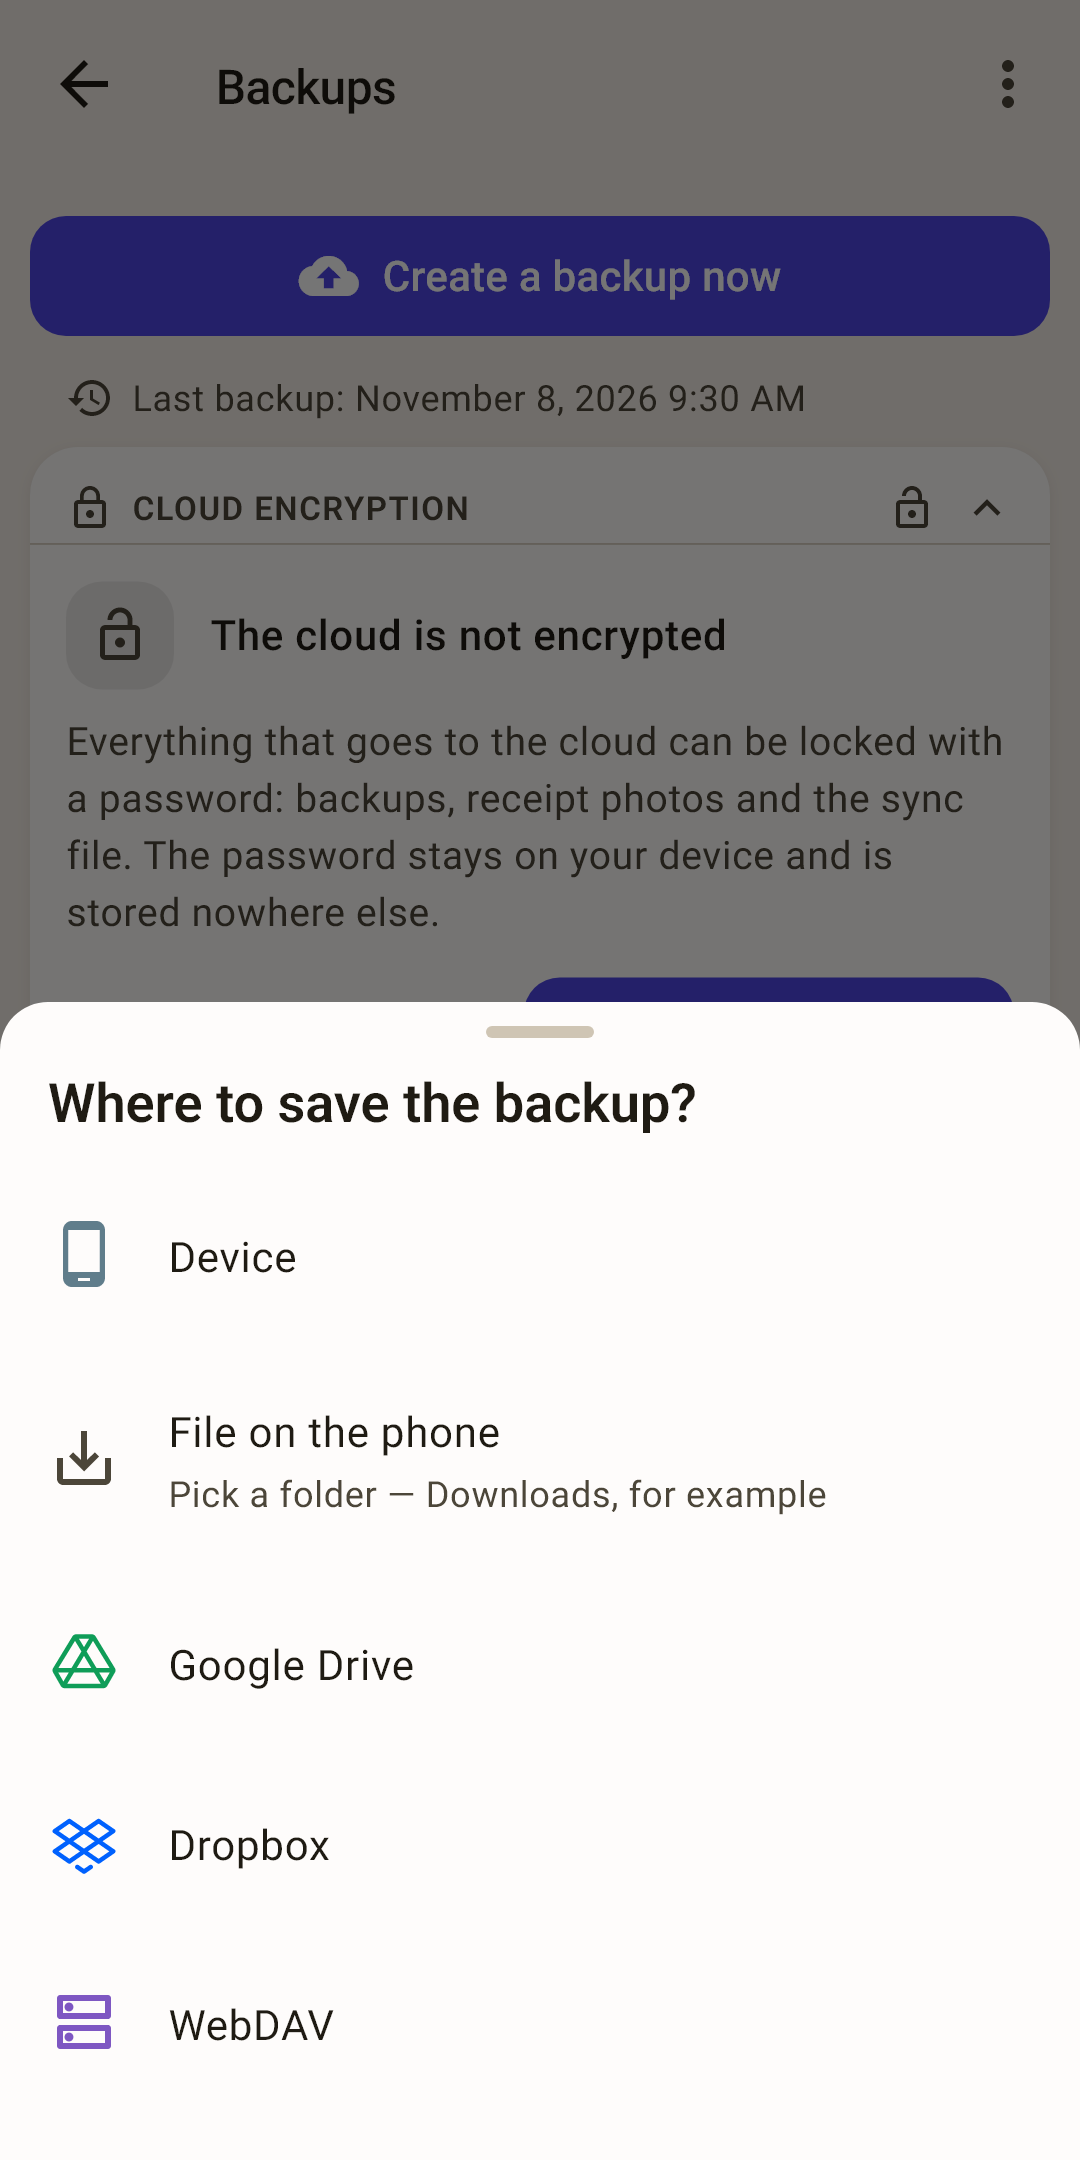 Backups
Create a backup now
Last backup: November 8, 2026 9:30 AM
CLOUD ENCRYPTION
The cloud is not encrypted
Everything that goes to the cloud can be locked with
a password: backups, receipt photos and the sync
file. The password stays on your device and is
stored nowhere else.
Where to save the backup?
Device
File on the phone
Pick a folder — Downloads, for example
Google Drive
Dropbox
WebDAV